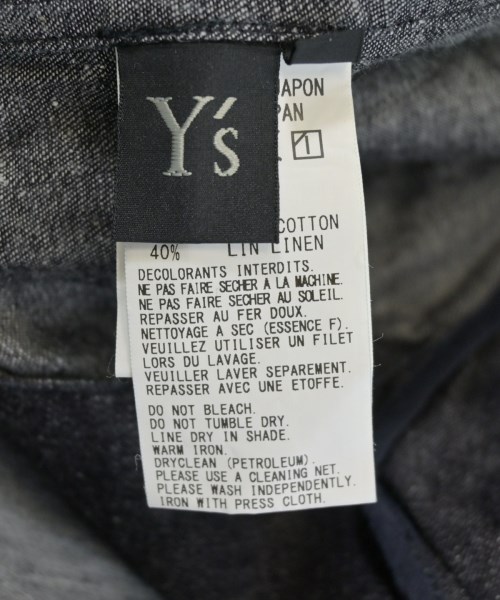 Y's
APON
PAN
1
COTTON
40% LIN LINEN
DECOLORANTS INTERDITS.
NE PAS FAIRE SECHER A LA MACHINE.
NE PAS FAIRE SECHER AU SOLEIL.
REPASSER AU FER DOUX.
NETTOYAGE A SEC (ESSENCE F).
VEUILLEZ UTILISER UN FILET
LORS DU LAVAGE.
VEUILLER LAVER SEPAREMENT.
REPASSER AVEC UNE ETOFFE.
DO NOT BLEACH.
DO NOT TUMBLE DRY.
LINE DRY IN SHADE.
WARM IRON.
DRYCLEAN (PETROLEUM).
PLEASE USE A CLEANING NET.
PLEASE WASH INDEPENDENTLY.
IRON WITH PRESS CLOTH.